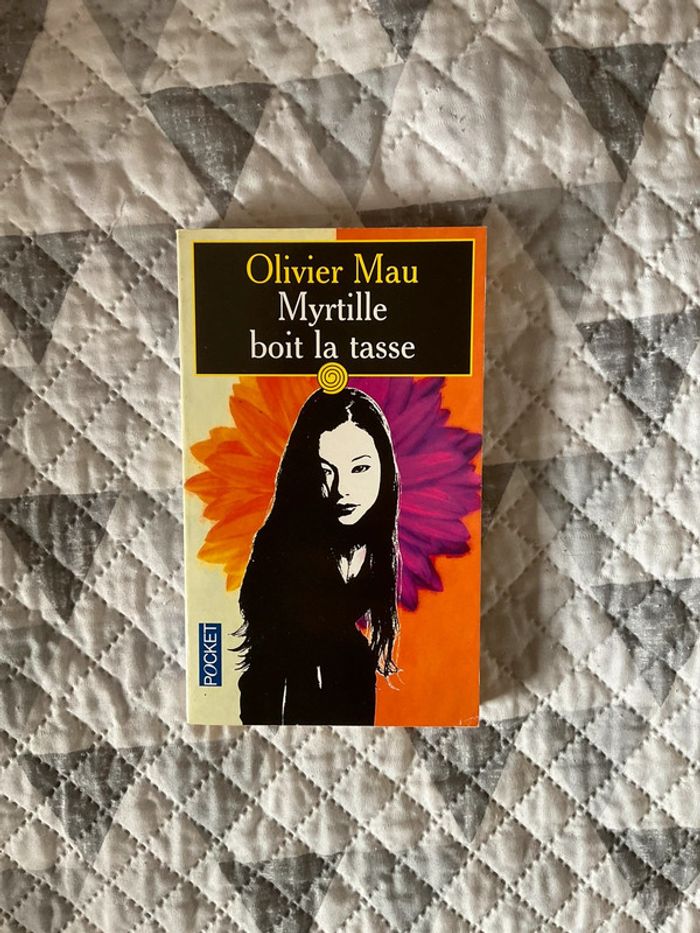 Olivier Mau
Myrtille
boit la tasse
POCKET